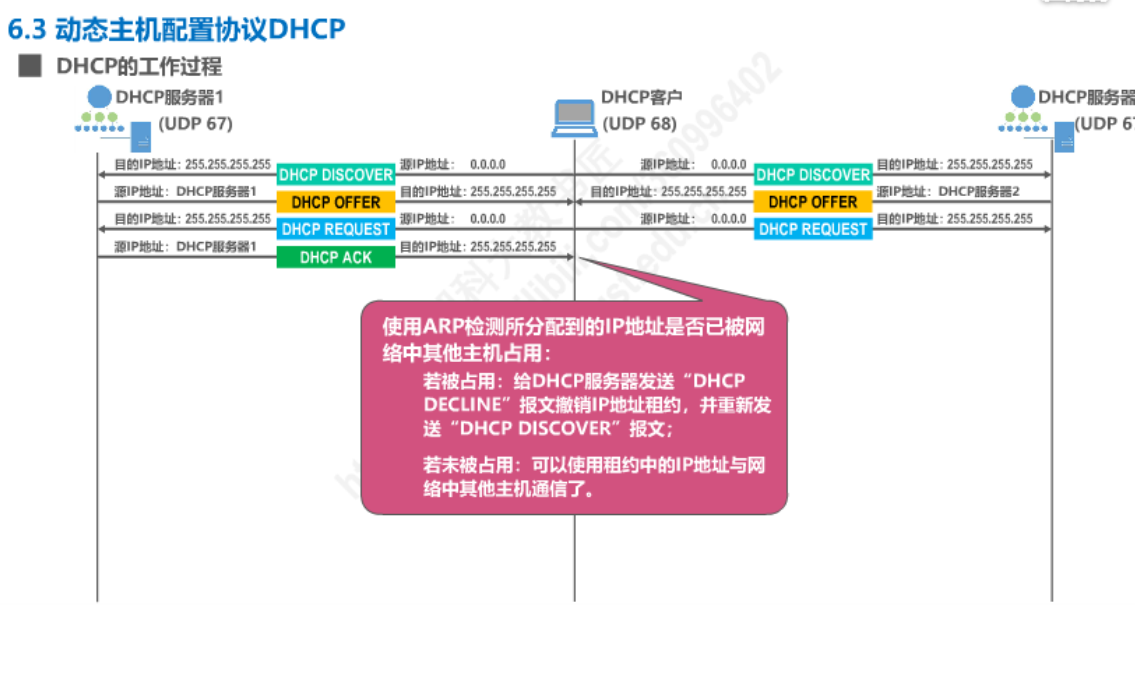 6.3 动态主机配置协议DHCP
DHCP的工作过程
DHCP服务器1
(UDP 67)
DHCP客户
(UDP 68)
DHCP服务器
(UDP
目的IP地址：255.255.255.255 DHCP DISCOVER 源IP地址： 0.0.0.0 源IP地址： 0.0.0.0 DHCP DISCOVER 目的IP地址：255.255.255.255
源IP地址：DHCP服务器1 DHCP OFFER 目的IP地址：255.255.255.255 目的IP地址：255.255.255.255 DHCP OFFER 源IP地址：DHCP服务器2
目的IP地址：255.255.255.255 DHCP REQUEST 源IP地址： 0.0.0.0 源IP地址： 0.0.0.0 DHCP REQUEST 目的IP地址：255.255.255.255
源IP地址：DHCP服务器1 DHCP ACK 目的IP地址：255.255.255.255
使用ARP检测所分配到的IP地址是否已被网
络中其他主机占用：
若被占用：给DHCP服务器发送“DHCP
DECLINE”报文撤销IP地址租约，并重新发
送“DHCP DISCOVER”报文；
若未被占用：可以使用租约中的IP地址与网
络中其他主机通信了。